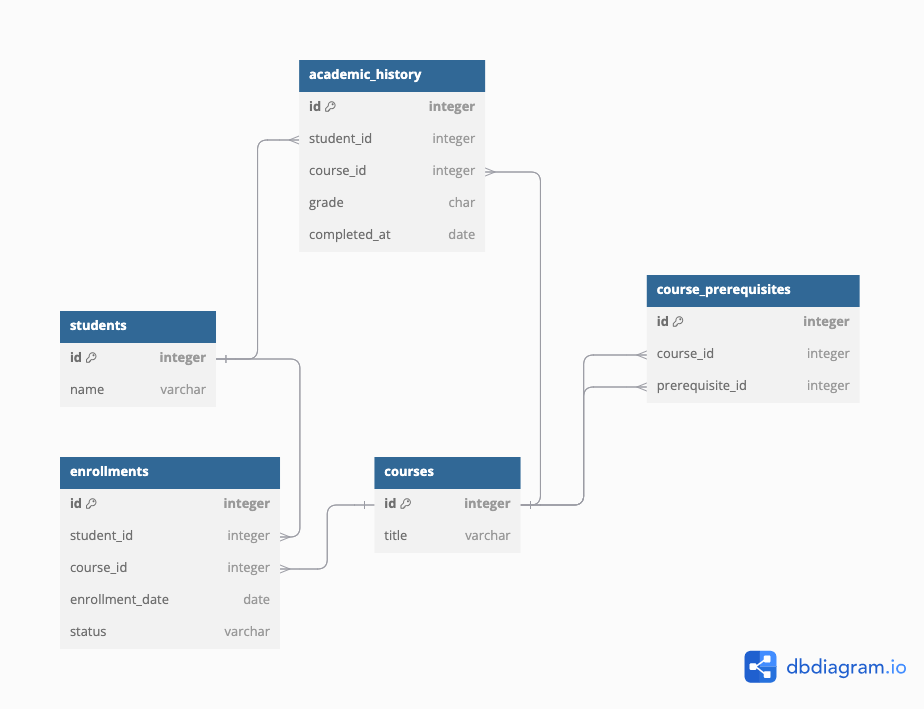 academic_history
id integer
student_id integer
course_id integer
grade char
completed_at date
course_prerequisites
id integer
course_id integer
prerequisite_id integer
students
id integer
name varchar
enrollments
id integer
student_id integer
course_id integer
enrollment_date date
status varchar
courses
id integer
title varchar
dbdiagram.io